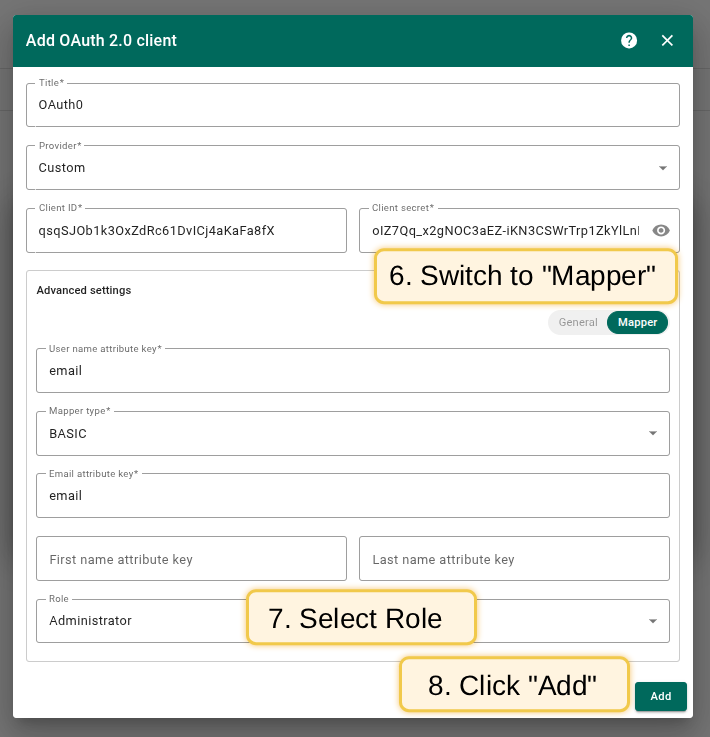 Add OAuth 2.0 client
Title*
OAuth0
Provider*
Custom
Client ID*
Client secret*
qsqSJOb1k3OxZdRc61DvICj4aKaFa8fX
oIZ7Qq_x2gNOC3aEZ-iKN3CSWrTrp1ZkYlLnl
6. Switch to "Mapper"
Advanced settings
General
Mapper
User name attribute key*
email
Mapper type*
BASIC
Email attribute key*
email
First name attribute key
Last name attribute key
Role
Administrator
7. Select Role
8. Click "Add"
Add